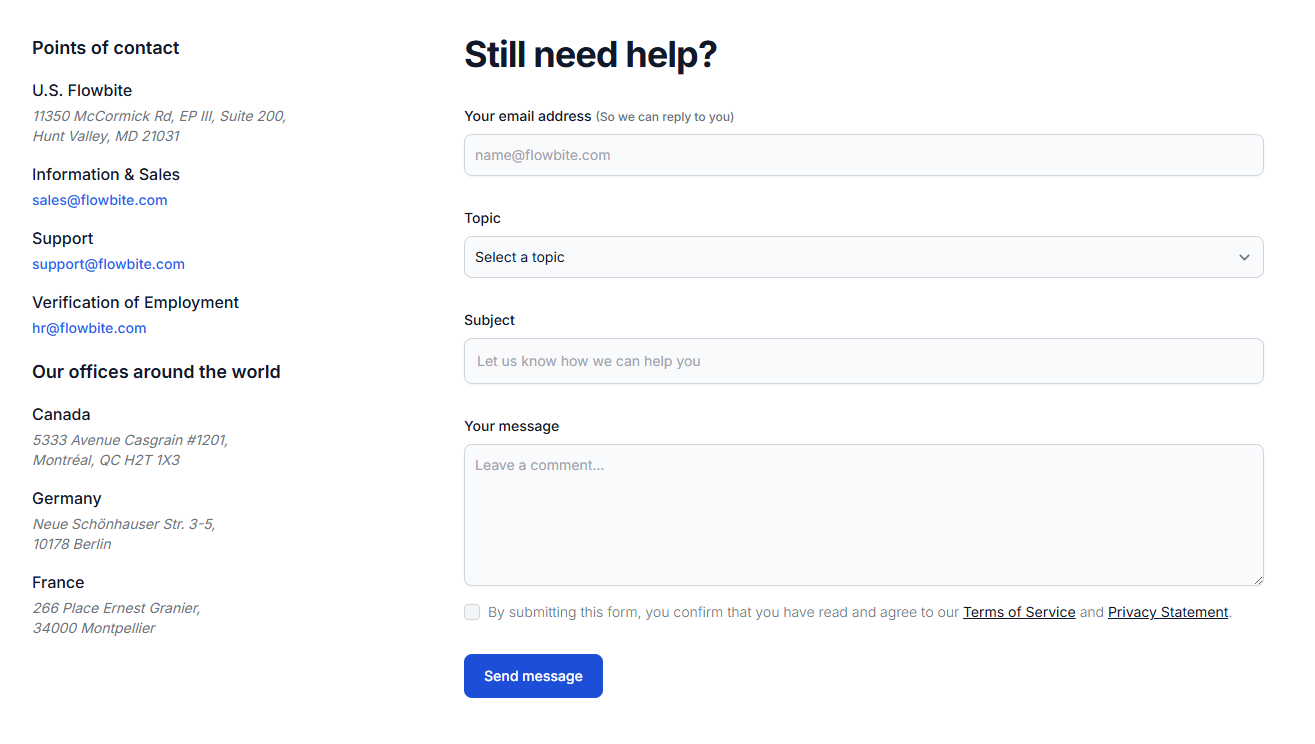 Points of contact
U.S. Flowbite
11350 McCormick Rd, EP III, Suite 200,
Hunt Valley, MD 21031
Information & Sales
sales@flowbite.com
Support
support@flowbite.com
Verification of Employment
hr@flowbite.com
Our offices around the world
Canada
5333 Avenue Casgrain #1201,
Montréal, QC H2T 1X3
Germany
Neue Schönhauser Str. 3-5,
10178 Berlin
France
266 Place Ernest Granier,
34000 Montpellier
Still need help?
Your email address (So we can reply to you)
name@flowbite.com
Topic
Select a topic
Subject
Let us know how we can help you
Your message
Leave a comment...
By submitting this form, you confirm that you have read and agree to our Terms of Service and Privacy Statement.
Send message